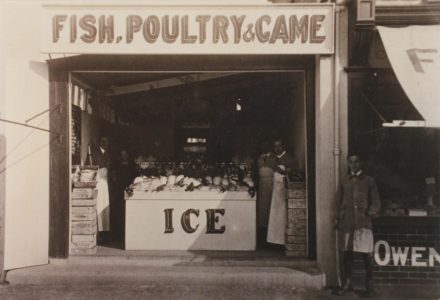 FISH, POULTRY & GAME
F
ICE
OWEN